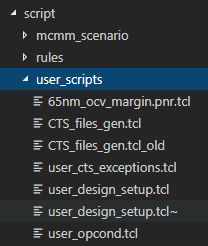 script
mcmm_scenario
rules
user_scripts
65nm_ocv_margin.pnr.tcl
CTS_files_gen.tcl
CTS_files_gen.tcl_old
user_cts_exceptions.tcl
user_design_setup.tcl
user_design_setup.tcl~
user_opcond.tcl